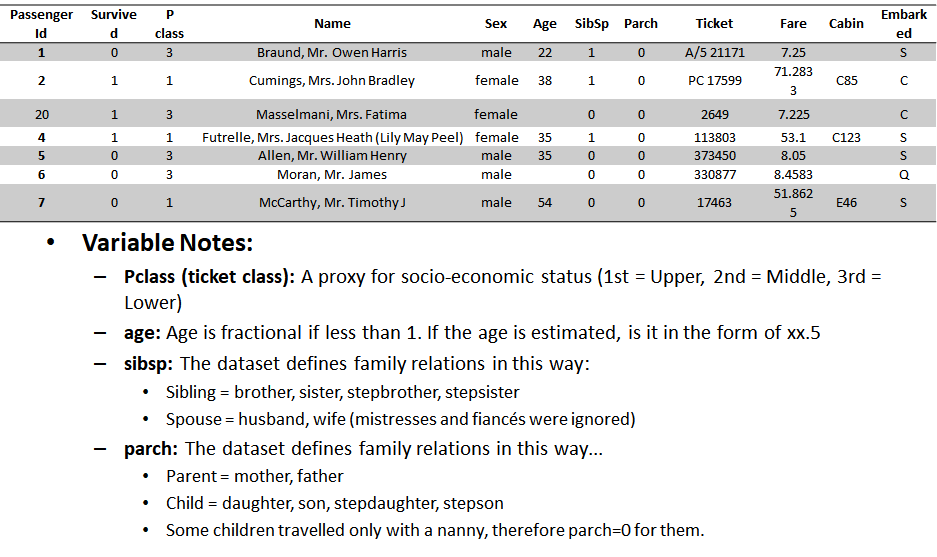 Passenger Id Survived Pclass Name Sex Age SibSp Parch Ticket Fare Cabin Embarked
1 0 3 Braund, Mr. Owen Harris male 22 1 0 A/5 21171 7.25 S
2 1 1 Cumings, Mrs. John Bradley female 38 1 0 PC 17599 71.2833 C85 C
20 1 3 Masselmani, Mrs. Fatima female 0 0 2649 7.225 C
4 1 1 Futrelle, Mrs. Jacques Heath (Lily May Peel) female 35 1 0 113803 53.1 C123 S
5 0 3 Allen, Mr. William Henry male 35 0 0 373450 8.05 S
6 0 3 Moran, Mr. James male 0 0 330877 8.4583 Q
7 0 1 McCarthy, Mr. Timothy J male 54 0 0 17463 51.8625 E46 S
• Variable Notes:
– Pclass (ticket class): A proxy for socio-economic status (1st = Upper, 2nd = Middle, 3rd =
Lower)
– age: Age is fractional if less than 1. If the age is estimated, is it in the form of xx.5
– sibsp: The dataset defines family relations in this way:
• Sibling = brother, sister, stepbrother, stepsister
• Spouse = husband, wife (mistresses and fiancés were ignored)
– parch: The dataset defines family relations in this way...
• Parent = mother, father
• Child = daughter, son, stepdaughter, stepson
• Some children travelled only with a nanny, therefore parch=0 for them.